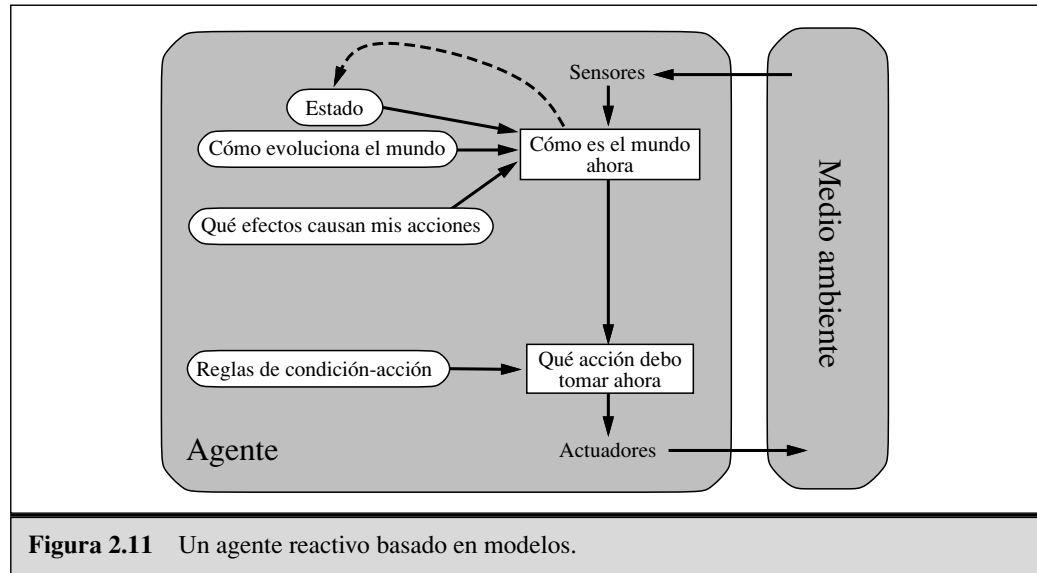 Sensores
Estado
Cómo evoluciona el mundo
Cómo es el mundo
ahora
Qué efectos causan mis acciones
Medio ambiente
Reglas de condición-acción
Qué acción debo
tomar ahora
Agente
Actuadores
Figura 2.11 Un agente reactivo basado en modelos.